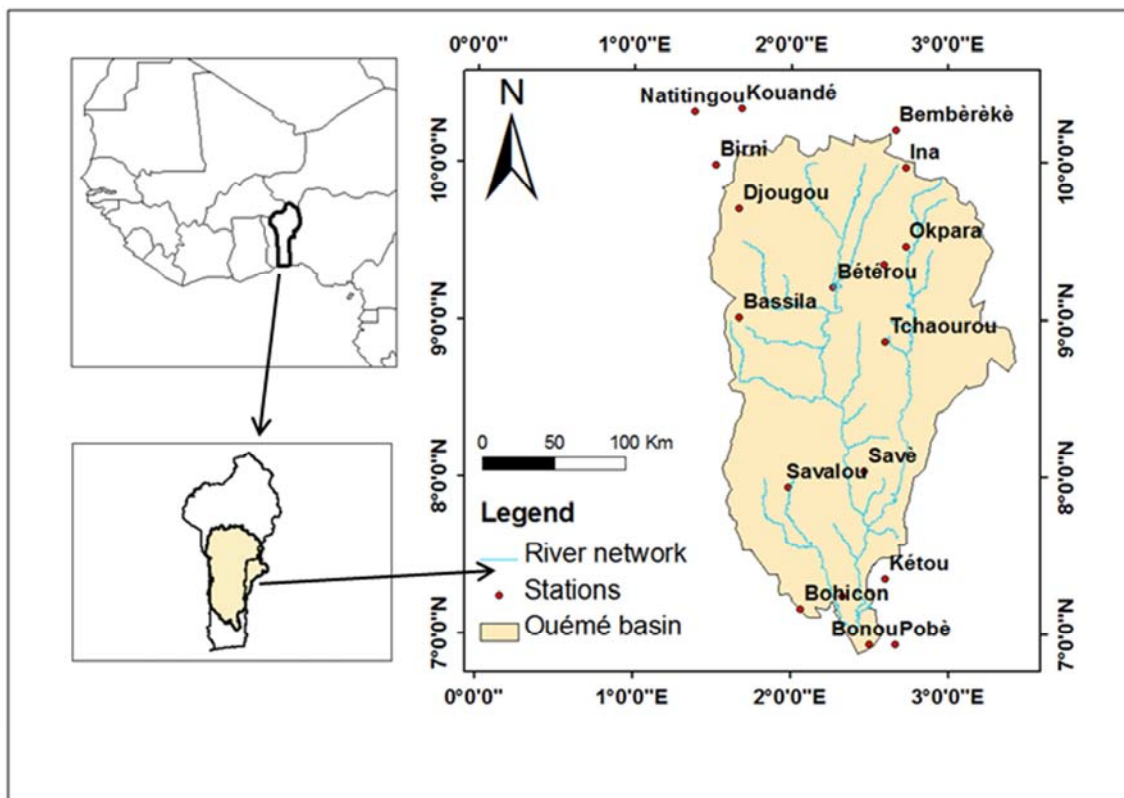 0°0'0" 1°0'0"E 2°0'0"E 3°0'0"E
N
Natitingou Kouandé
Bembèrèkè
Birni
Ina
10°0'0"N
10°0'0"N
Djougou
Okpara
Bétérou
Bassila
9°0'0"N
9°0'0"N
Tchaourou
0 50 100 Km
Savè
Savalou
8°0'0"N
8°0'0"N
Legend
River network
Stations
Ouémé basin
Kétou
Bohicon
Bonou Pobè
7°0'0"N
7°0'0"N
0°0'0" 1°0'0"E 2°0'0"E 3°0'0"E